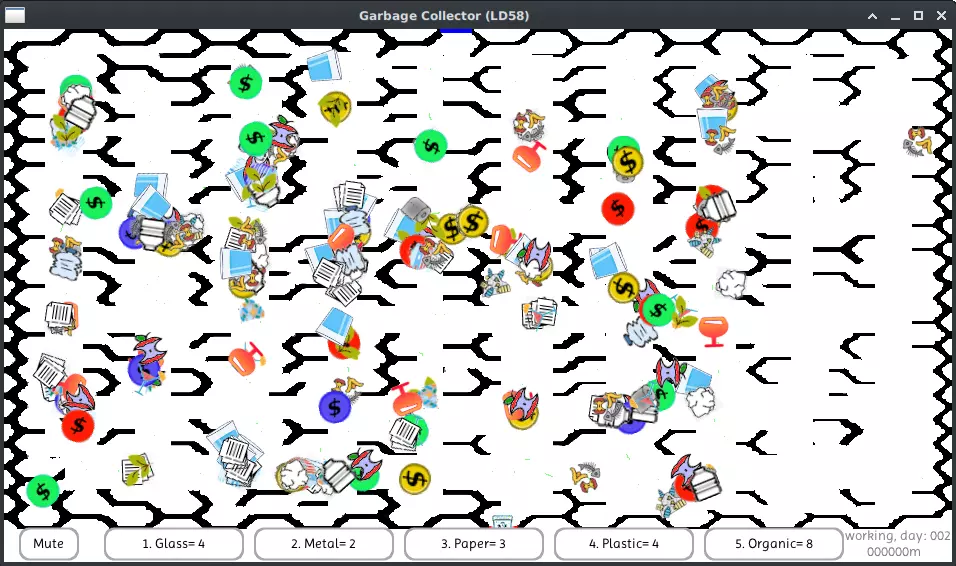 Garbage Collector (LD58)
Mute
1. Glass= 4
2. Metal= 2
3. Paper= 3
4. Plastic= 4
5. Organic= 8
working, day: 002
000000m